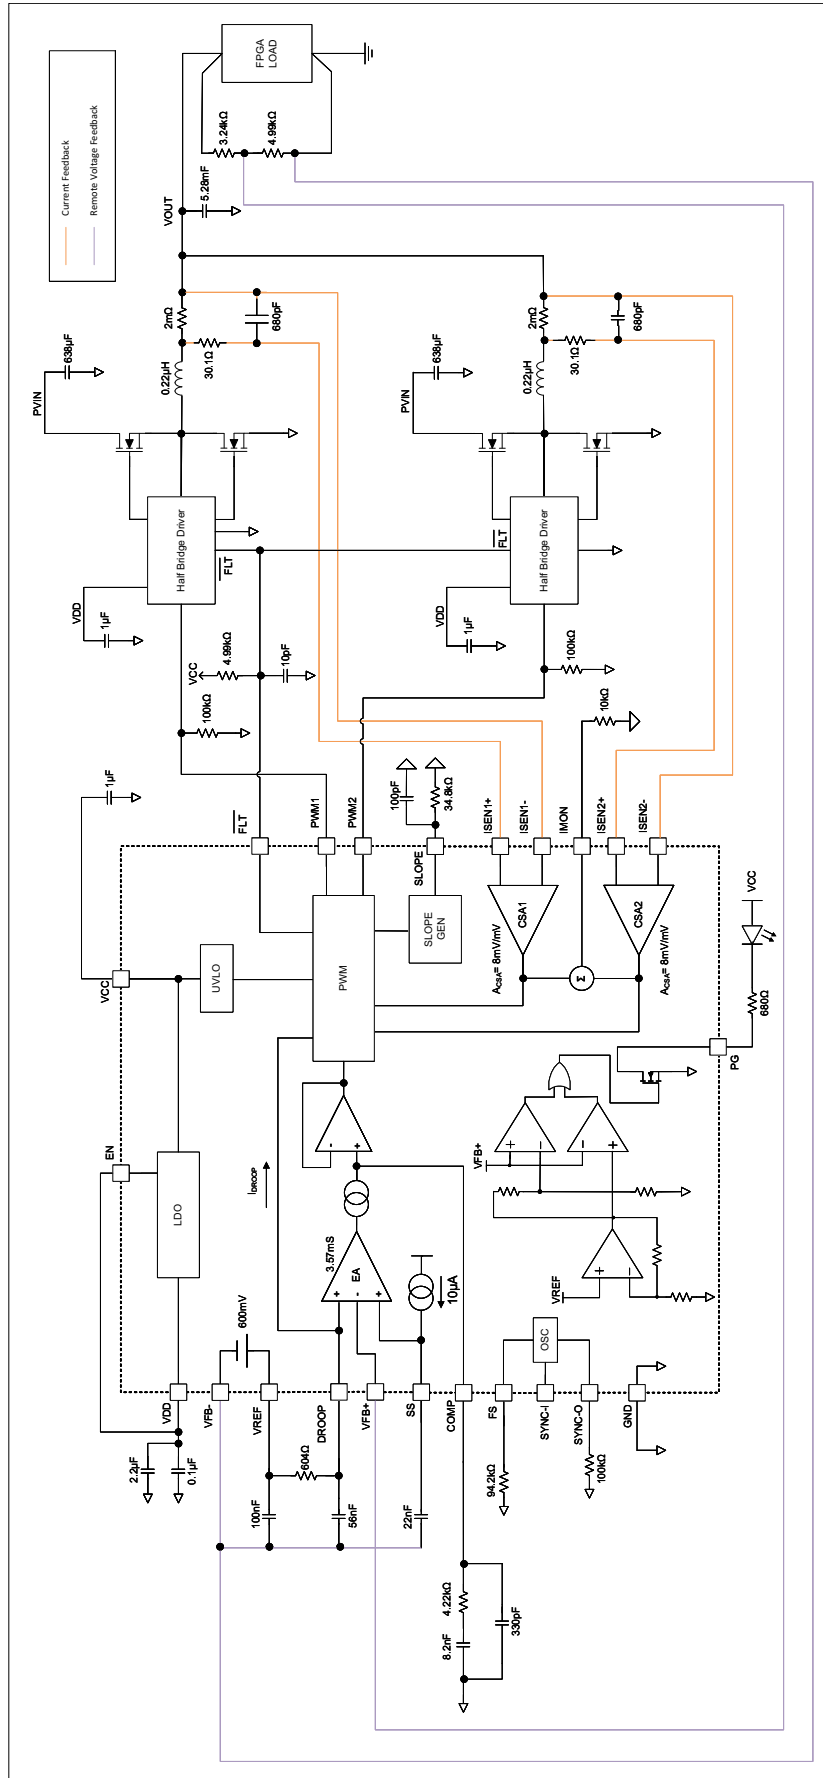 Current Feedback
Remote Voltage Feedback
FPGA
LOAD
3.24kΩ
4.99kΩ
5.28mF
VOUT
2mΩ
680pF
30.1Ω
0.22µH
638µF
PVIN
Half Bridge Driver
FLT
VDD
1µF
2mΩ
680pF
30.1Ω
0.22µH
638µF
PVIN
Half Bridge Driver
FLT
VDD
1µF
VCC
4.99kΩ
10pF
100kΩ
100kΩ
10kΩ
1µF
100pF
34.8kΩ
FLT
PWM1
PWM2
SLOPE
ISEN1+
ISEN1-
IMON
ISEN2+
ISEN2-
VCC
UVLO
PWM
SLOPE
GEN
CSA1
ACSA= 8mV/mV
Σ
CSA2
ACSA= 8mV/mV
VCC
680Ω
PG
EN
LDO
IDROOP
-
+
3.57mS
EA
+
-
+
10µA
VFB+
+
-
-
+
VREF
+
-
OSC
600mV
VDD
VFB-
VREF
DROOP
VFB+
SS
COMP
FS
SYNC-I
SYNC-O
GND
2.2µF
0.1µF
604Ω
100nF
56nF
22nF
94.2kΩ
100kΩ
4.22kΩ
8.2nF
330pF